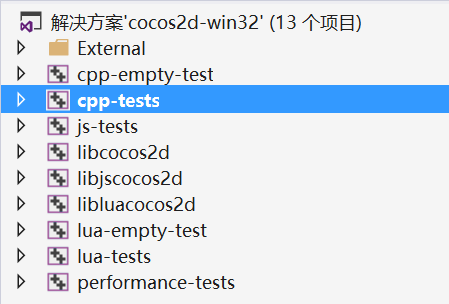 解决方案'cocos2d-win32' (13 个项目)
External
cpp-empty-test
cpp-tests
js-tests
libcocos2d
libjscocos2d
libluacocos2d
lua-empty-test
lua-tests
performance-tests